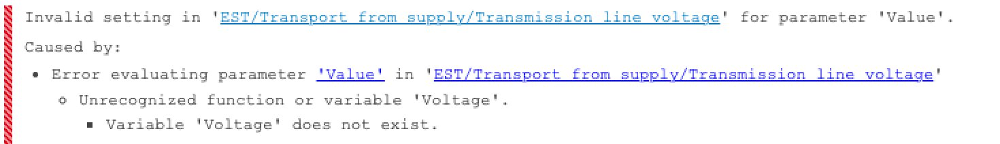 Invalid setting in 'EST/Transport from supply/Transmission line voltage' for parameter 'Value'.
Caused by:
• Error evaluating parameter 'Value' in 'EST/Transport from supply/Transmission line voltage'
○ Unrecognized function or variable 'Voltage'.
▪ Variable 'Voltage' does not exist.